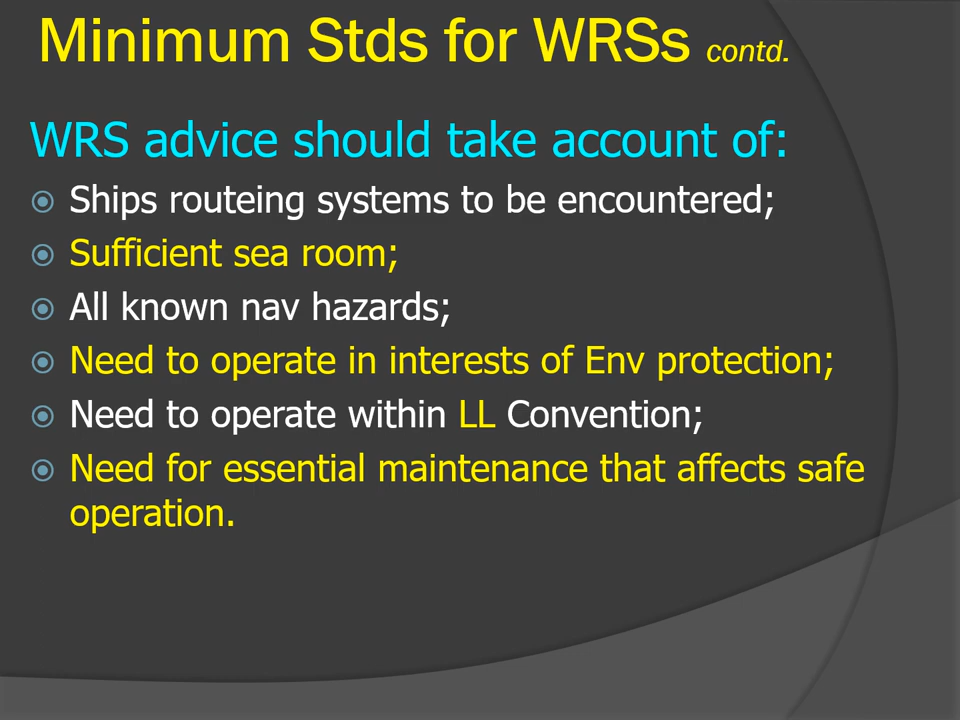 Minimum Stds for WRSs contd.
WRS advice should take account of:
Ships routeing systems to be encountered;
Sufficient sea room;
All known nav hazards;
Need to operate in interests of Env protection;
Need to operate within LL Convention;
Need for essential maintenance that affects safe
operation.